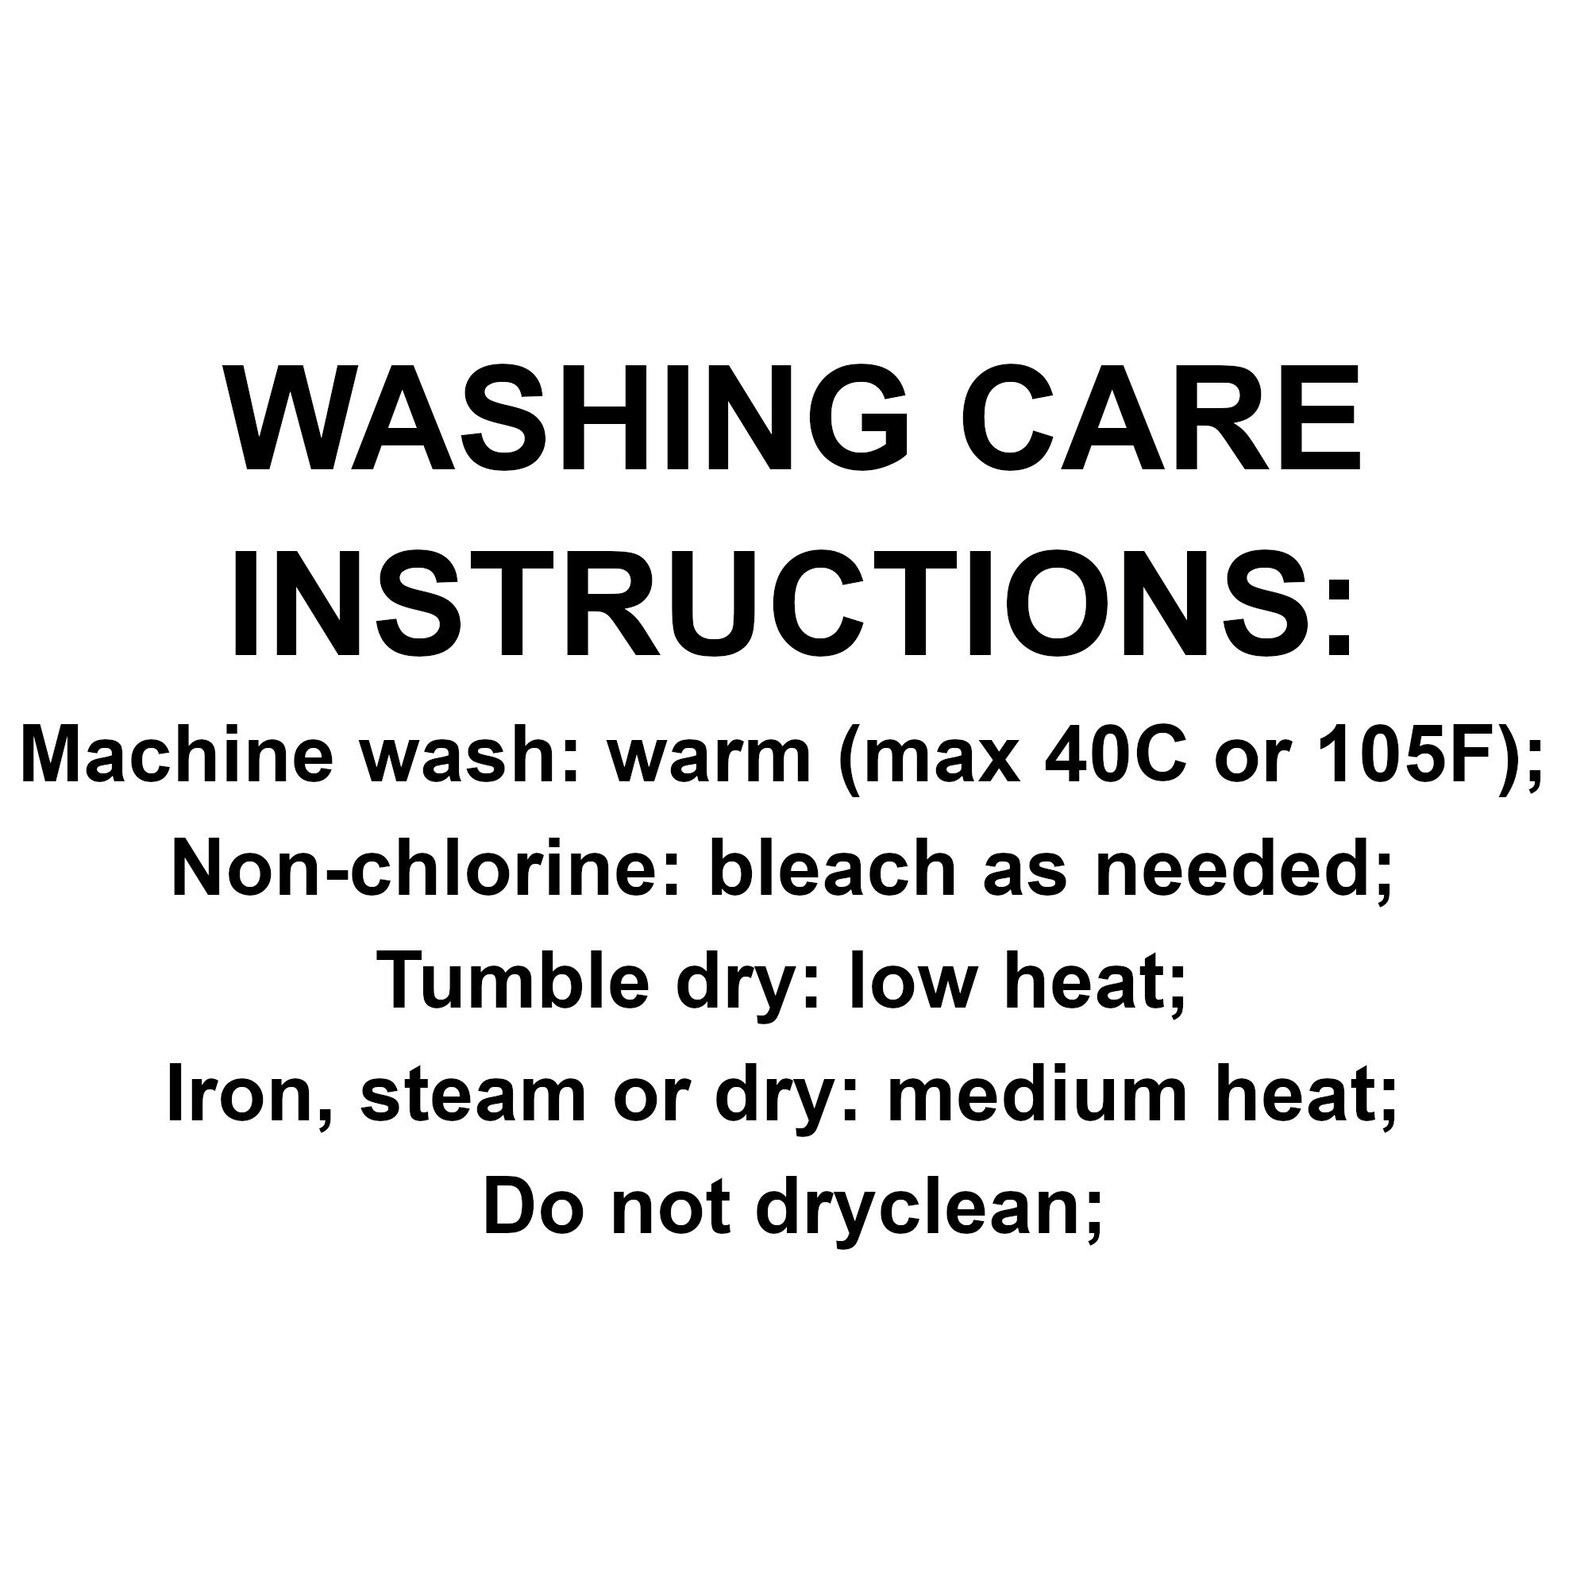 WASHING CARE
INSTRUCTIONS:
Machine wash: warm (max 40C or 105F);
Non-chlorine: bleach as needed;
Tumble dry: low heat;
Iron, steam or dry: medium heat;
Do not dryclean;